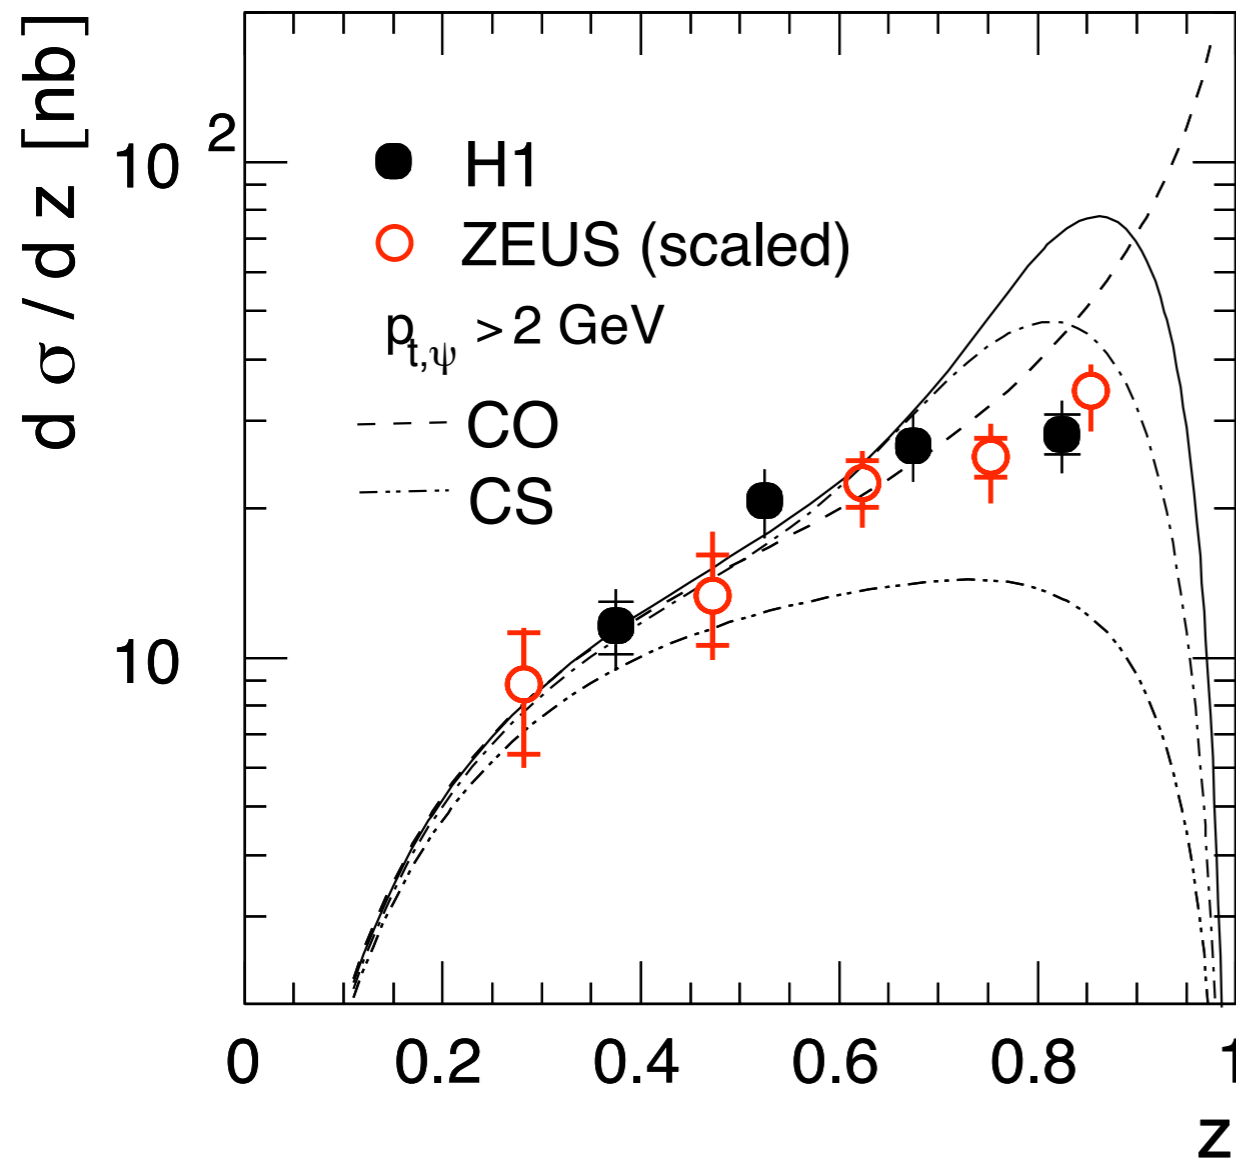 d σ / d z [nb]
10 2
10
H1
ZEUS (scaled)
pt,ψ > 2 GeV
CO
CS
0 0.2 0.4 0.6 0.8 1
z